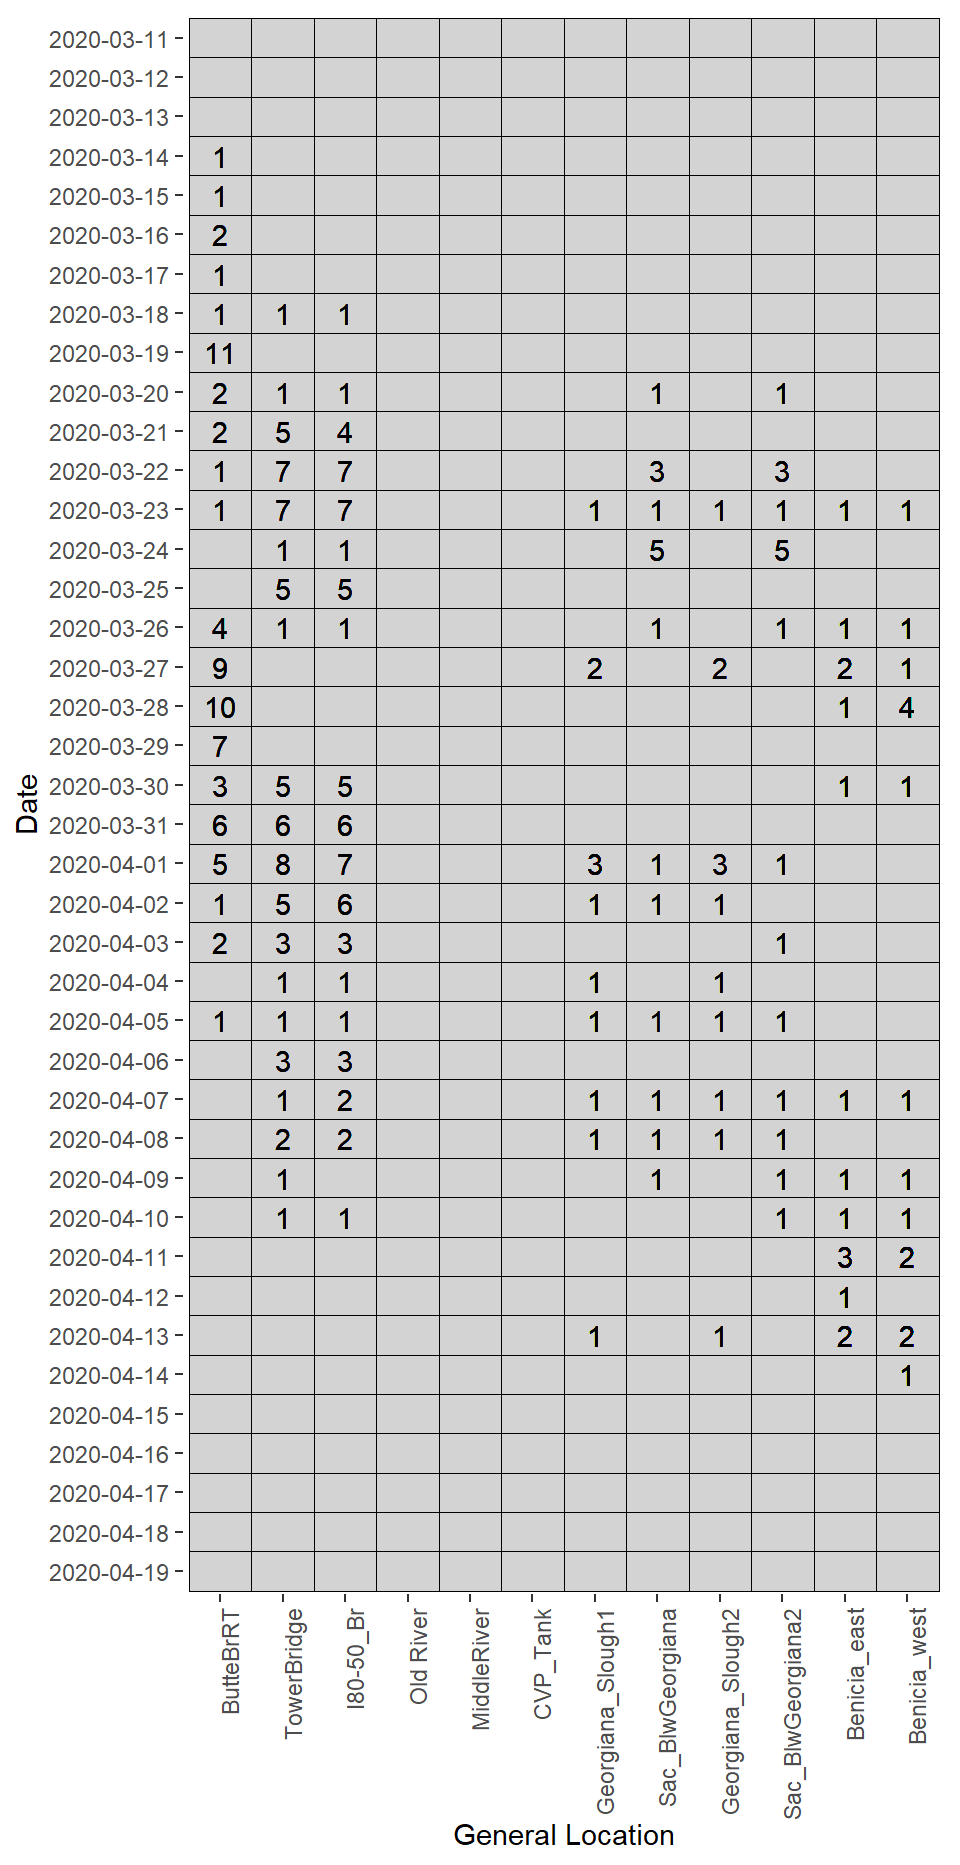 2020-03-11
2020-03-12
2020-03-13
2020-03-14 1
2020-03-15 1
2020-03-16 2
2020-03-17 1
2020-03-18 1 1 1
2020-03-19 11
2020-03-20 2 1 1 1 1
2020-03-21 2 5 4
2020-03-22 1 7 7 3 3
2020-03-23 1 7 7 1 1 1 1 1 1
2020-03-24 1 1 5 5
2020-03-25 5 5
2020-03-26 4 1 1 1 1 1 1
2020-03-27 9 2 2 2 1
2020-03-28 10 1 4
2020-03-29 7
2020-03-30 3 5 5 1 1
2020-03-31 6 6 6
2020-04-01 5 8 7 3 1 3 1
2020-04-02 1 5 6 1 1 1
2020-04-03 2 3 3 1
2020-04-04 1 1 1 1
2020-04-05 1 1 1 1 1 1 1
2020-04-06 3 3
2020-04-07 1 2 1 1 1 1 1 1
2020-04-08 2 2 1 1 1 1
2020-04-09 1 1 1 1 1
2020-04-10 1 1 1 1 1
2020-04-11 3 2
2020-04-12 1
2020-04-13 1 1 2 2
2020-04-14 1
2020-04-15
2020-04-16
2020-04-17
2020-04-18
2020-04-19
Date
ButteBrRT
TowerBridge
I80-50_Br
Old River
MiddleRiver
CVP_Tank
Georgiana_Slough1
Sac_BlwGeorgiana
Georgiana_Slough2
Sac_BlwGeorgiana2
Benicia_east
Benicia_west
General Location